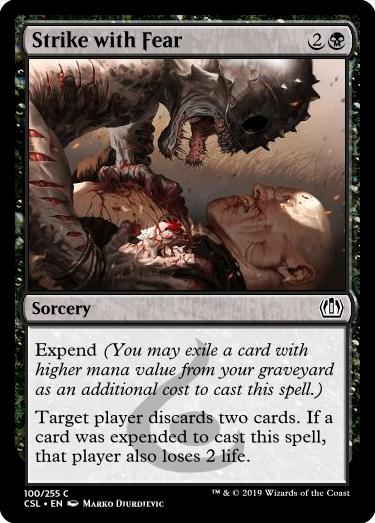 Strike with Fear 2
Sorcery
Expend (You may exile a card with
higher mana value from your graveyard
as an additional cost to cast this spell.)
Target player discards two cards. If a
card was expended to cast this spell,
that player also loses 2 life.
100/255 C
CSL • EN Marko Djurdjevic
™ & © 2019 Wizards of the Coast